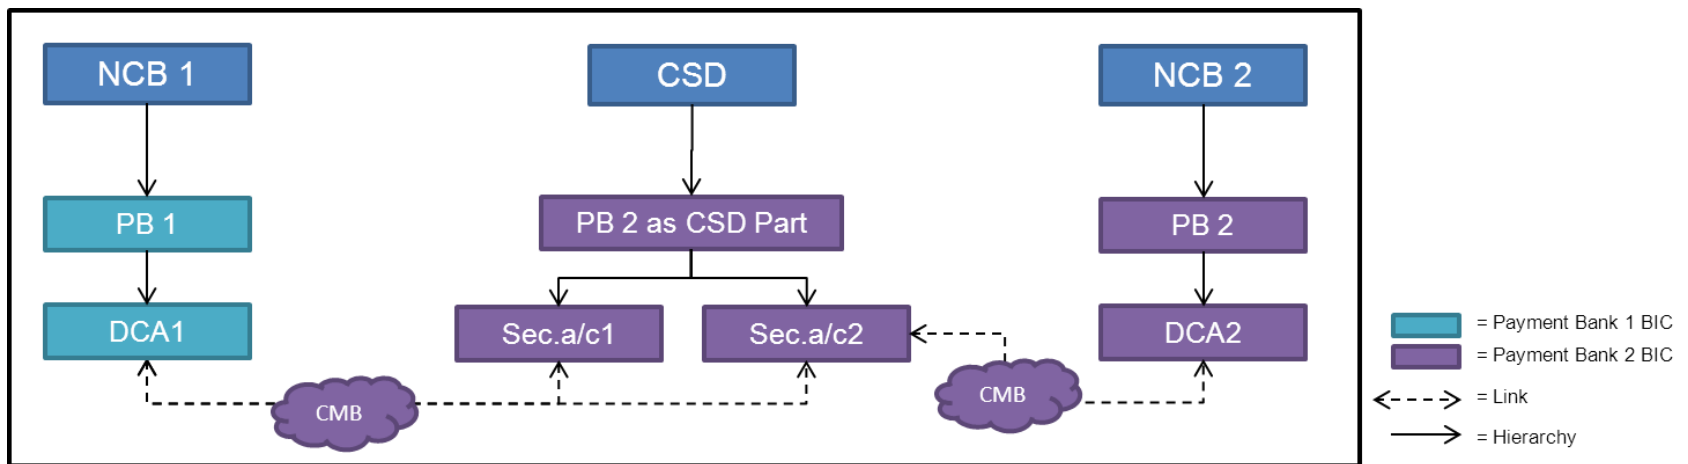 NCB 1
CSD
NCB 2
PB 1
PB 2 as CSD Part
PB 2
DCA1
Sec.a/c1
Sec.a/c2
DCA2
CMB
CMB
= Payment Bank 1 BIC
= Payment Bank 2 BIC
= Link
= Hierarchy